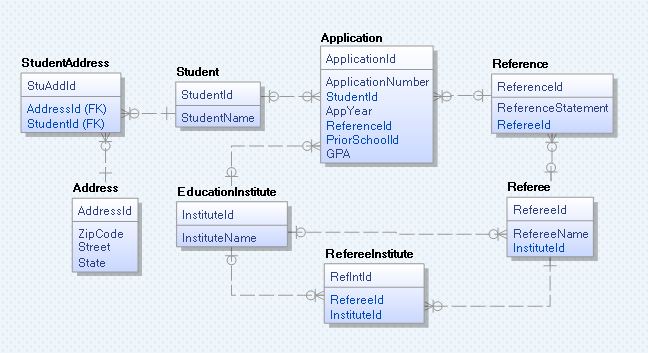 StudentAddress
StuAddId
AddressId (FK)
StudentId (FK)
Student
StudentId
StudentName
Application
ApplicationId
ApplicationNumber
StudentId
AppYear
ReferenceId
PriorSchoolId
GPA
Reference
ReferenceId
ReferenceStatement
RefereeId
Address
AddressId
ZipCode
Street
State
EducationInstitute
InstituteId
InstituteName
Referee
RefereeId
RefereeName
InstituteId
RefereeInstitute
RefIntId
RefereeId
InstituteId